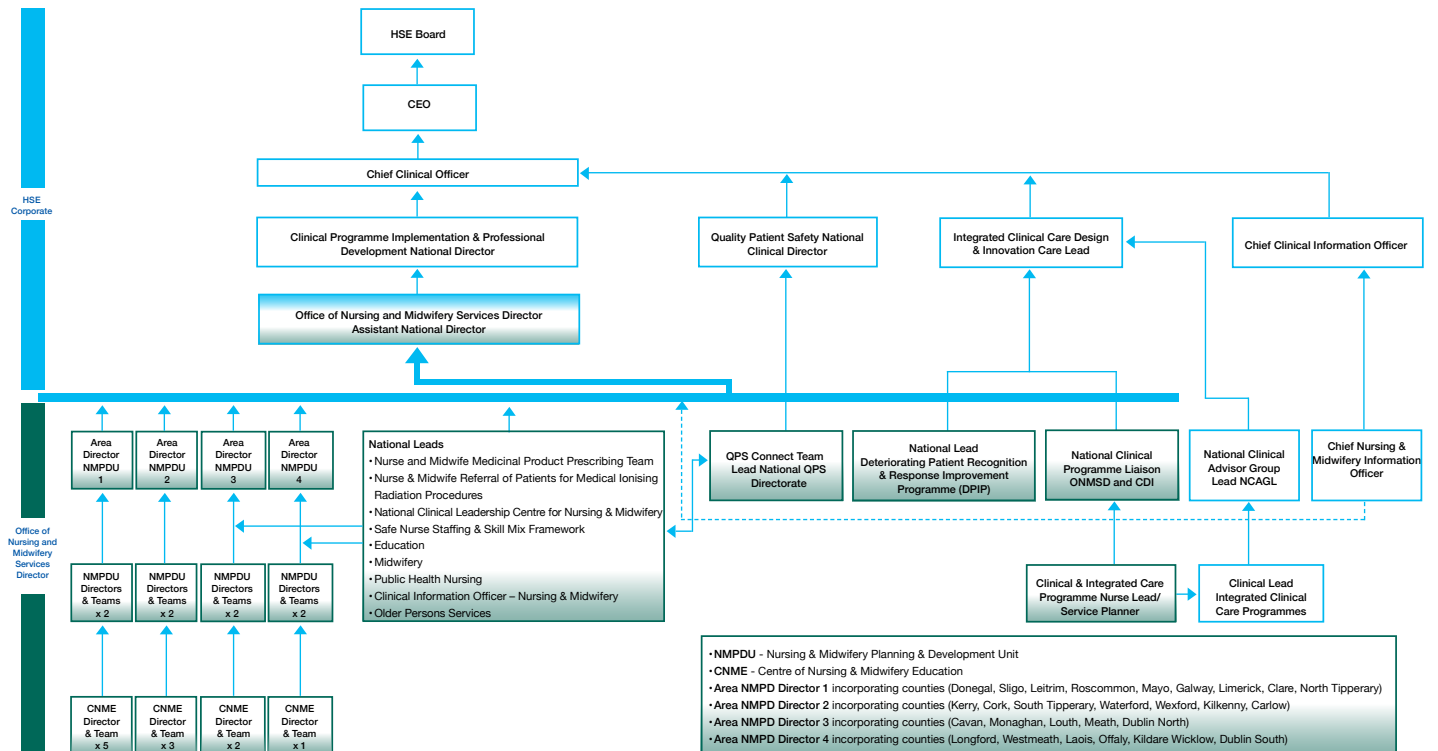 HSE Board
CEO
Chief Clinical Officer
HSE
Corporate
Clinical Programme Implementation & Professional
Development National Director
Quality Patient Safety National
Clinical Director
Integrated Clinical Care Design
& Innovation Care Lead
Chief Clinical Information Officer
Office of Nursing and Midwifery Services Director
Assistant National Director
Office of
Nursing and
Midwifery
Services
Director
Area
Director
NMPDU
1
Area
Director
NMPDU
2
Area
Director
NMPDU
3
Area
Director
NMPDU
4
National Leads
•Nurse and Midwife Medicinal Product Prescribing Team
•Nurse & Midwife Referral of Patients for Medical Ionising
Radiation Procedures
•National Clinical Leadership Centre for Nursing & Midwifery
•Safe Nurse Staffing & Skill Mix Framework
•Education
•Midwifery
•Public Health Nursing
•Clinical Information Officer – Nursing & Midwifery
•Older Persons Services
QPS Connect Team
Lead National QPS
Directorate
National Lead
Deteriorating Patient Recognition
& Response Improvement
Programme (DPIP)
National Clinical
Programme Liaison
ONMSD and CDI
National Clinical
Advisor Group
Lead NCAGL
Chief Nursing &
Midwifery Information
Officer
NMPDU
Directors
& Teams
x 2
NMPDU
Directors
& Teams
x 2
NMPDU
Directors
& Teams
x 2
NMPDU
Directors
& Teams
x 2
Clinical & Integrated Care
Programme Nurse Lead/
Service Planner
Clinical Lead
Integrated Clinical
Care Programmes
CNME
Director
& Team
x 5
CNME
Director
& Team
x 3
CNME
Director
& Team
x 2
CNME
Director
& Team
x 1
•NMPDU - Nursing & Midwifery Planning & Development Unit
•CNME - Centre of Nursing & Midwifery Education
•Area NMPD Director 1 incorporating counties (Donegal, Sligo, Leitrim, Roscommon, Mayo, Galway, Limerick, Clare, North Tipperary)
•Area NMPD Director 2 incorporating counties (Kerry, Cork, South Tipperary, Waterford, Wexford, Kilkenny, Carlow)
•Area NMPD Director 3 incorporating counties (Cavan, Monaghan, Louth, Meath, Dublin North)
•Area NMPD Director 4 incorporating counties (Longford, Westmeath, Laois, Offaly, Kildare Wicklow, Dublin South)